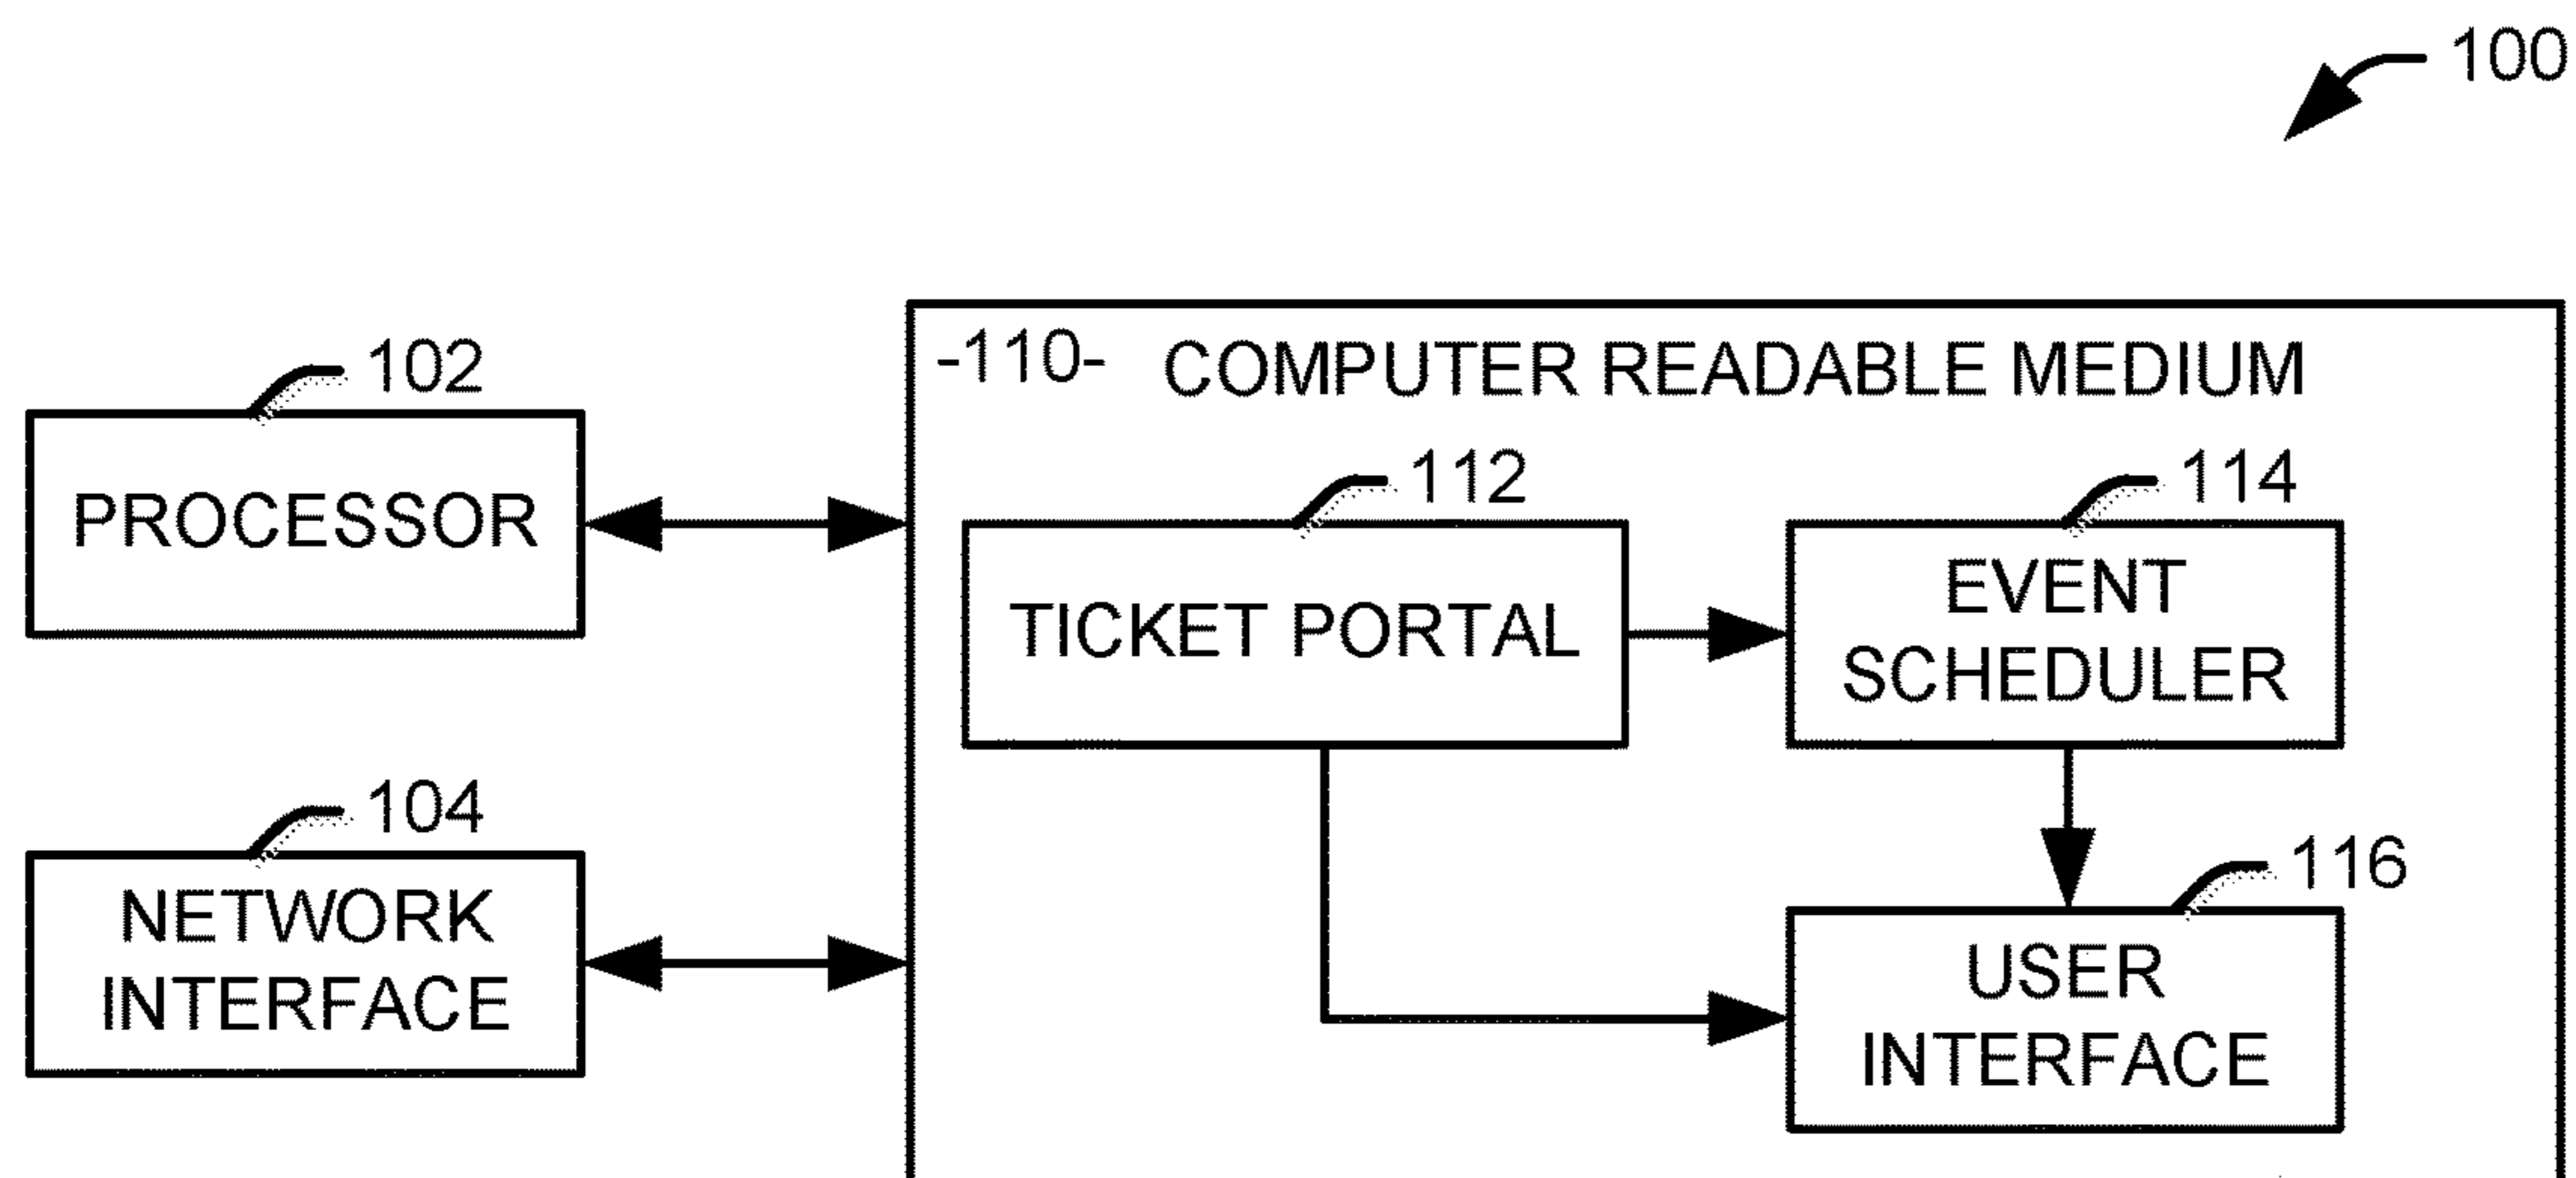 100
-110- COMPUTER READABLE MEDIUM
102
PROCESSOR
112
TICKET PORTAL
114
EVENT
SCHEDULER
104
NETWORK
INTERFACE
116
USER
INTERFACE